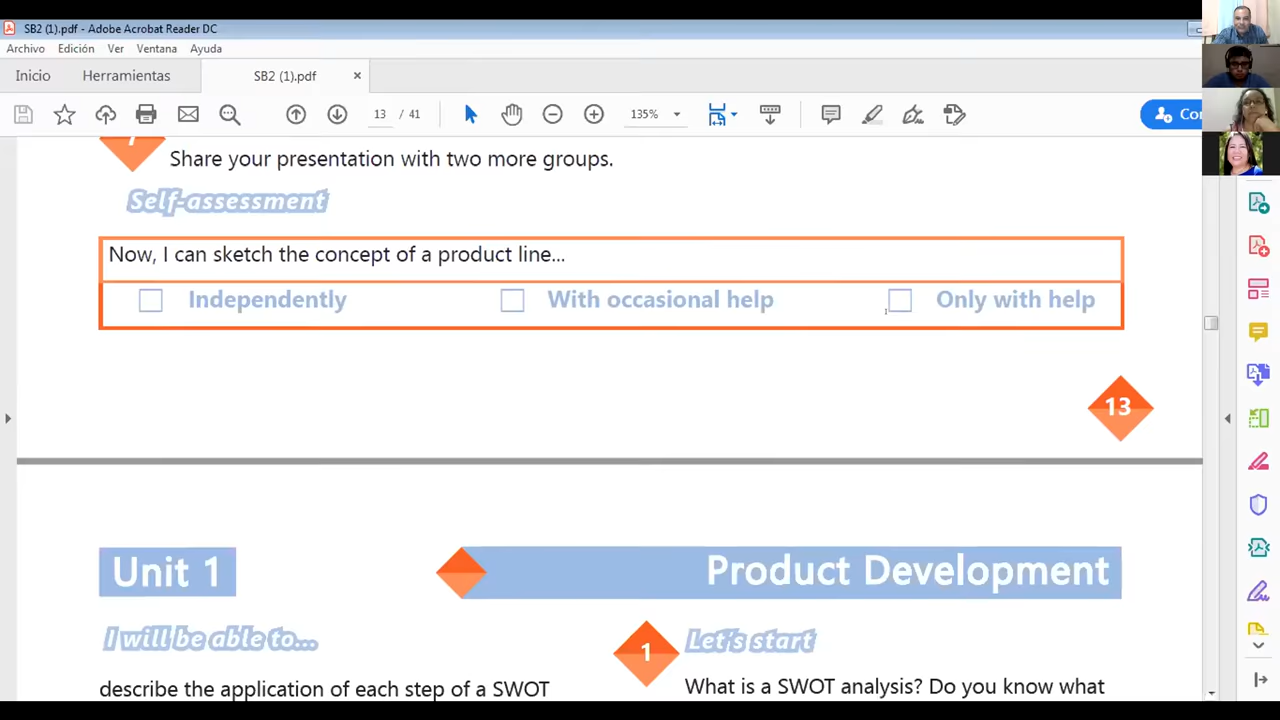 SB2 (1).pdf - Adobe Acrobat Reader DC
Archivo Edición Ver Ventana Ayuda
Inicio Herramientas SB2 (1).pdf ×
13 / 41 135%
Share your presentation with two more groups.
Self-assessment
Now, I can sketch the concept of a product line...
Independently With occasional help Only with help
13
Unit 1 Product Development
I will be able to...
1 Let's start
describe the application of each step of a SWOT
What is a SWOT analysis? Do you know what